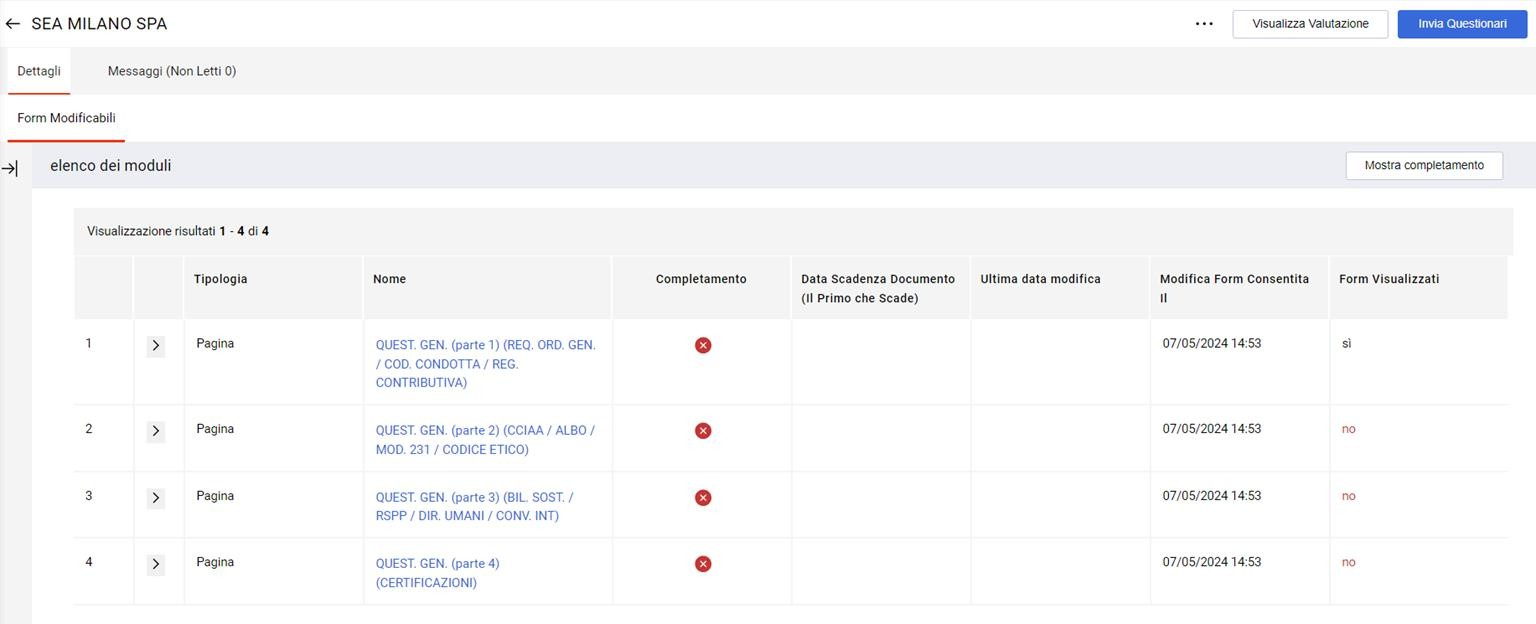 SEA MILANO SPA
Visualizza Valutazione
Invia Questionari
Dettagli
Messaggi (Non Letti 0)
Form Modificabili
elenco dei moduli
Mostra completamento
Visualizzazione risultati 1 - 4 di 4
Tipologia
Nome
Completamento
Data Scadenza Documento
(Il Primo che Scade)
Ultima data modifica
Modifica Form Consentita
Il
Form Visualizzati
1
Pagina
QUEST. GEN. (parte 1) (REQ. ORD. GEN.
/ COD. CONDOTTA / REG.
CONTRIBUTIVA)
07/05/2024 14:53
sì
2
Pagina
QUEST. GEN. (parte 2) (CCIAA / ALBO /
MOD. 231 / CODICE ETICO)
07/05/2024 14:53
no
3
Pagina
QUEST. GEN. (parte 3) (BIL. SOST. /
RSPP / DIR. UMANI / CONV. INT)
07/05/2024 14:53
no
4
Pagina
QUEST. GEN. (parte 4)
(CERTIFICAZIONI)
07/05/2024 14:53
no